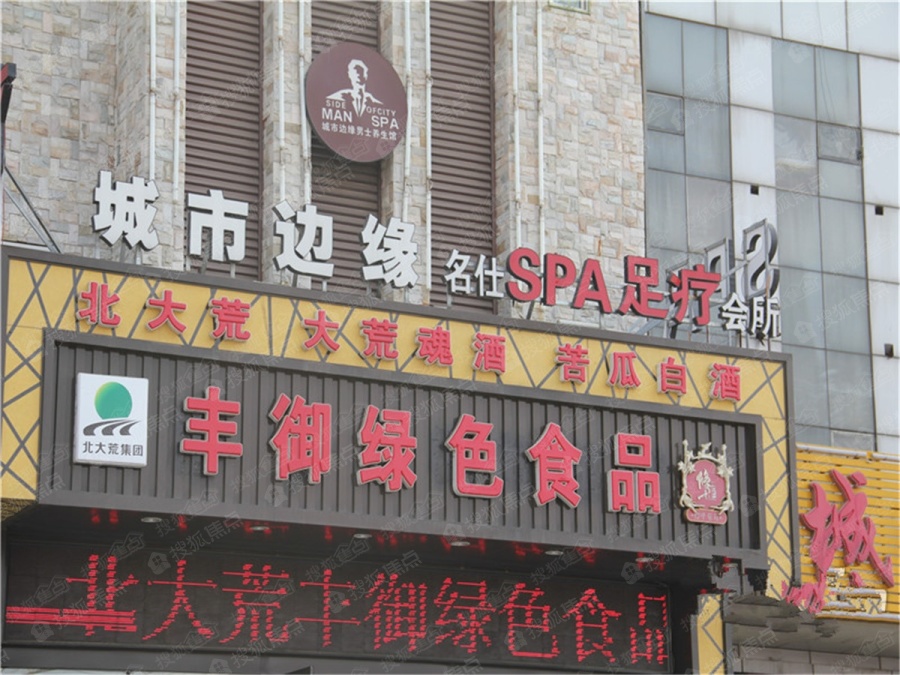 SIDE OFCITY
MAN SPA
城市边缘男士养生馆
城市边缘 名仕SPA足疗会所
北大荒 大荒魂酒 苦瓜白酒
北大荒集团
丰御绿色食品
大荒丰御绿色食品
城